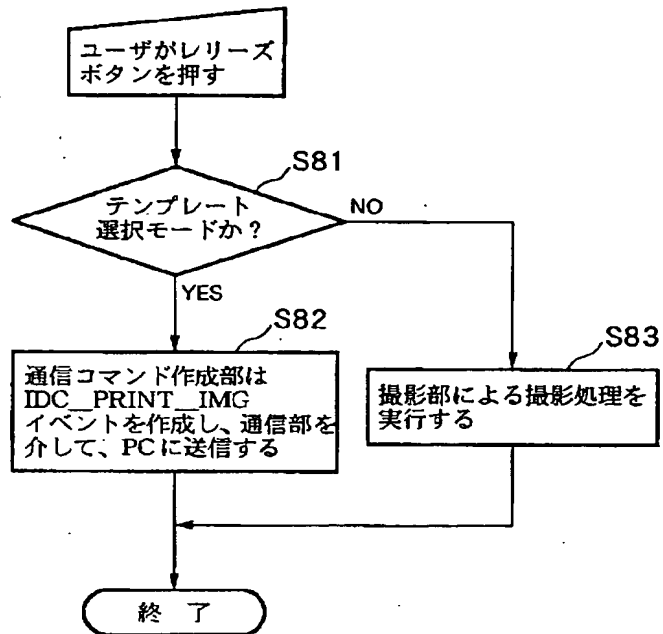 ユーザがレリーズ
ボタンを押す
S81
テンプレート
選択モードか?
NO
YES
S82
S83
通信コマンド作成部は
IDC__PRINT__IMG
イベントを作成し、通信部を
介して、PCに送信する
撮影部による撮影処理を
実行する
終 了